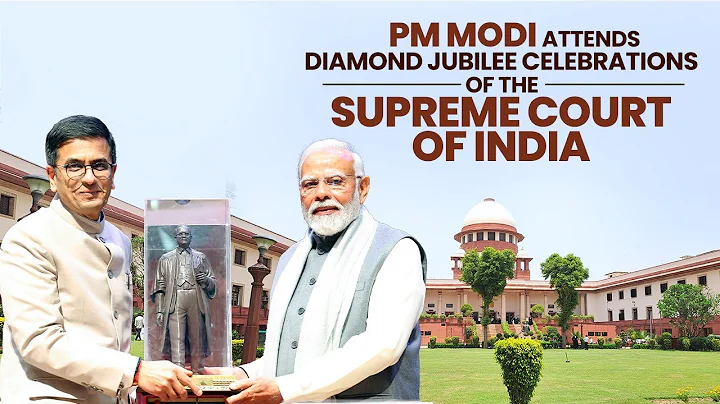 PM MODI ATTENDS
DIAMOND JUBILEE CELEBRATIONS
OF THE
SUPREME COURT
OF INDIA